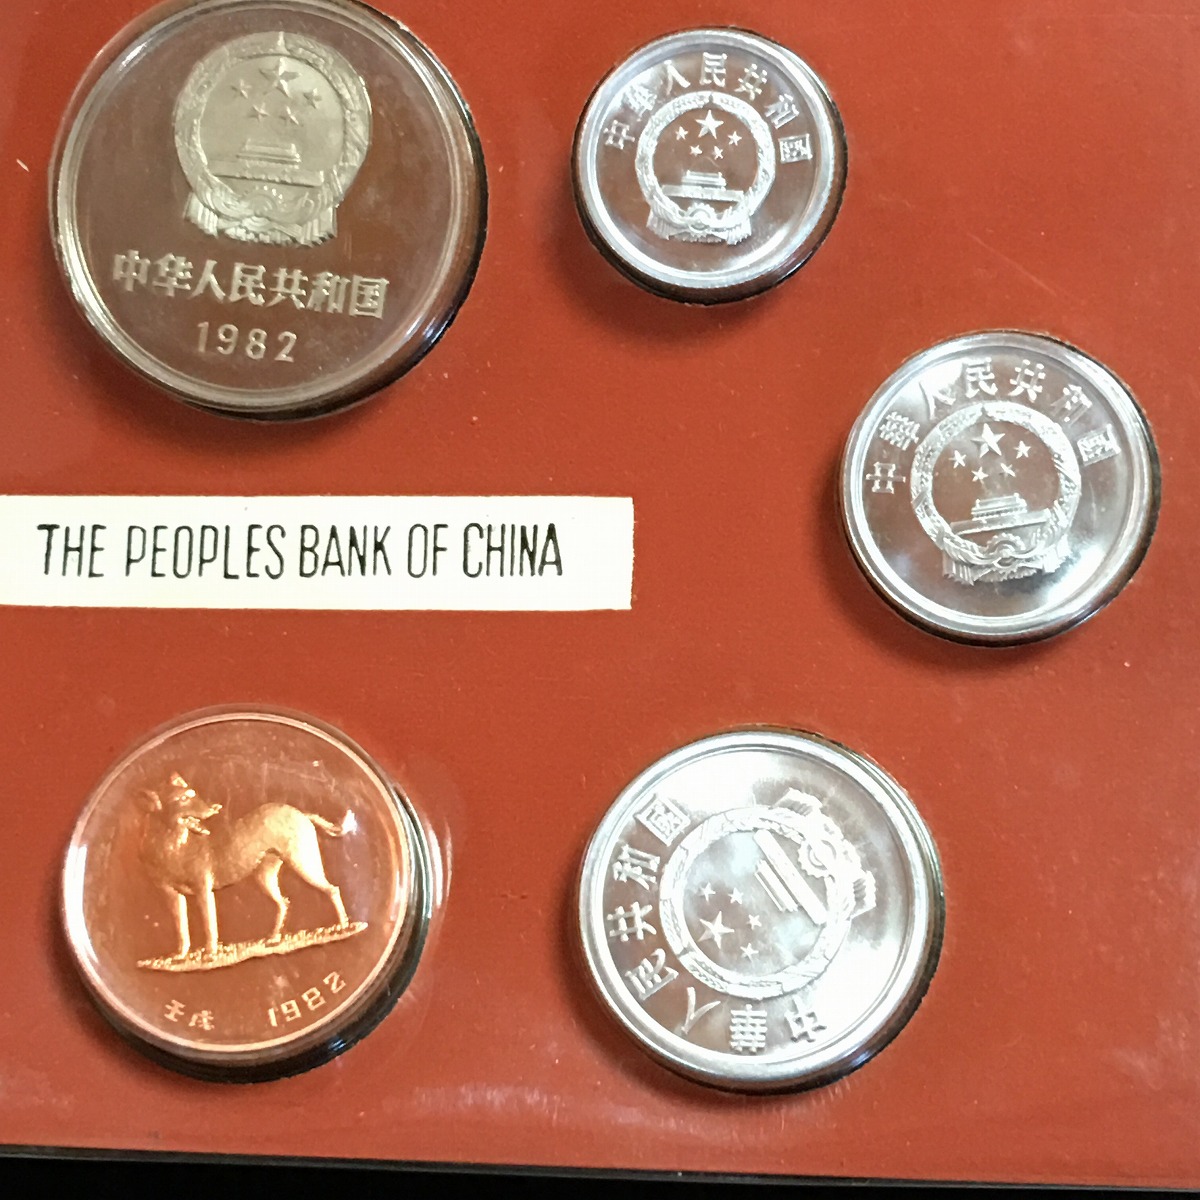 中华人民共和国
1982
中華人民共和国
中華人民共和国
THE PEOPLES BANK OF CHINA
壬戌 1982
中華人民共和国